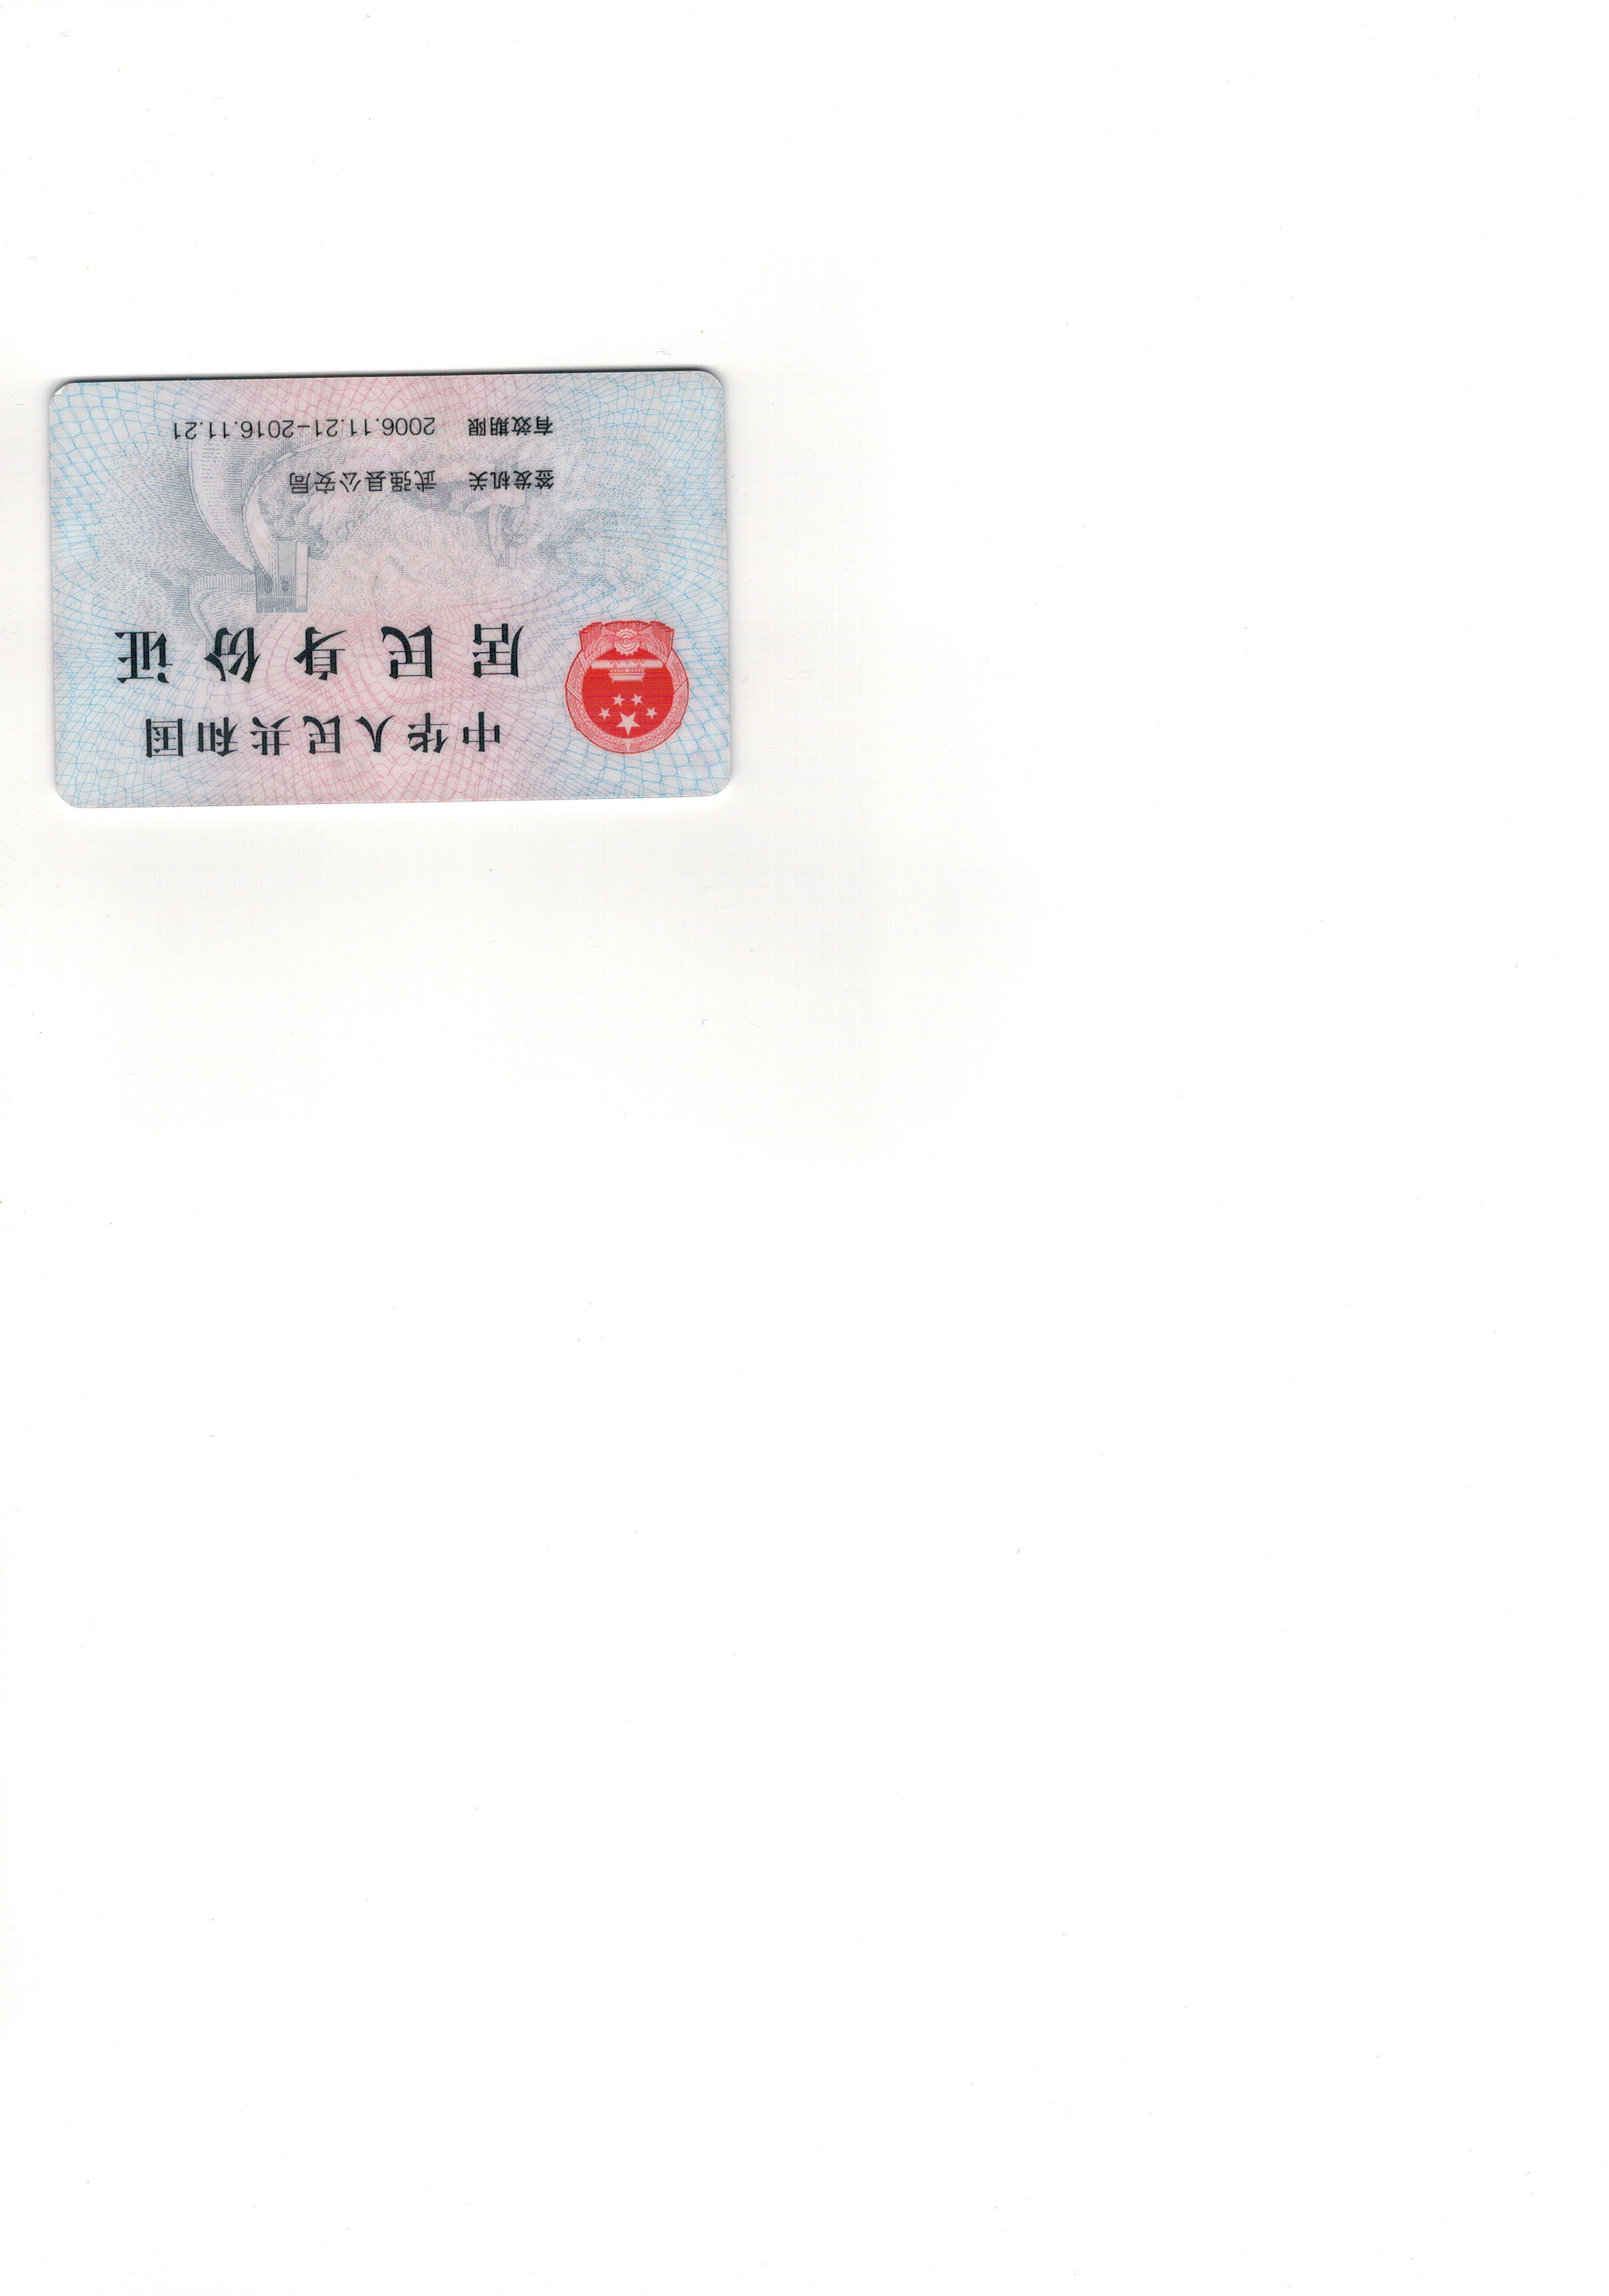 中华人民共和国
居民身份证
签发机关 武强县公安局
有效期限 2006.11.21-2016.11.21